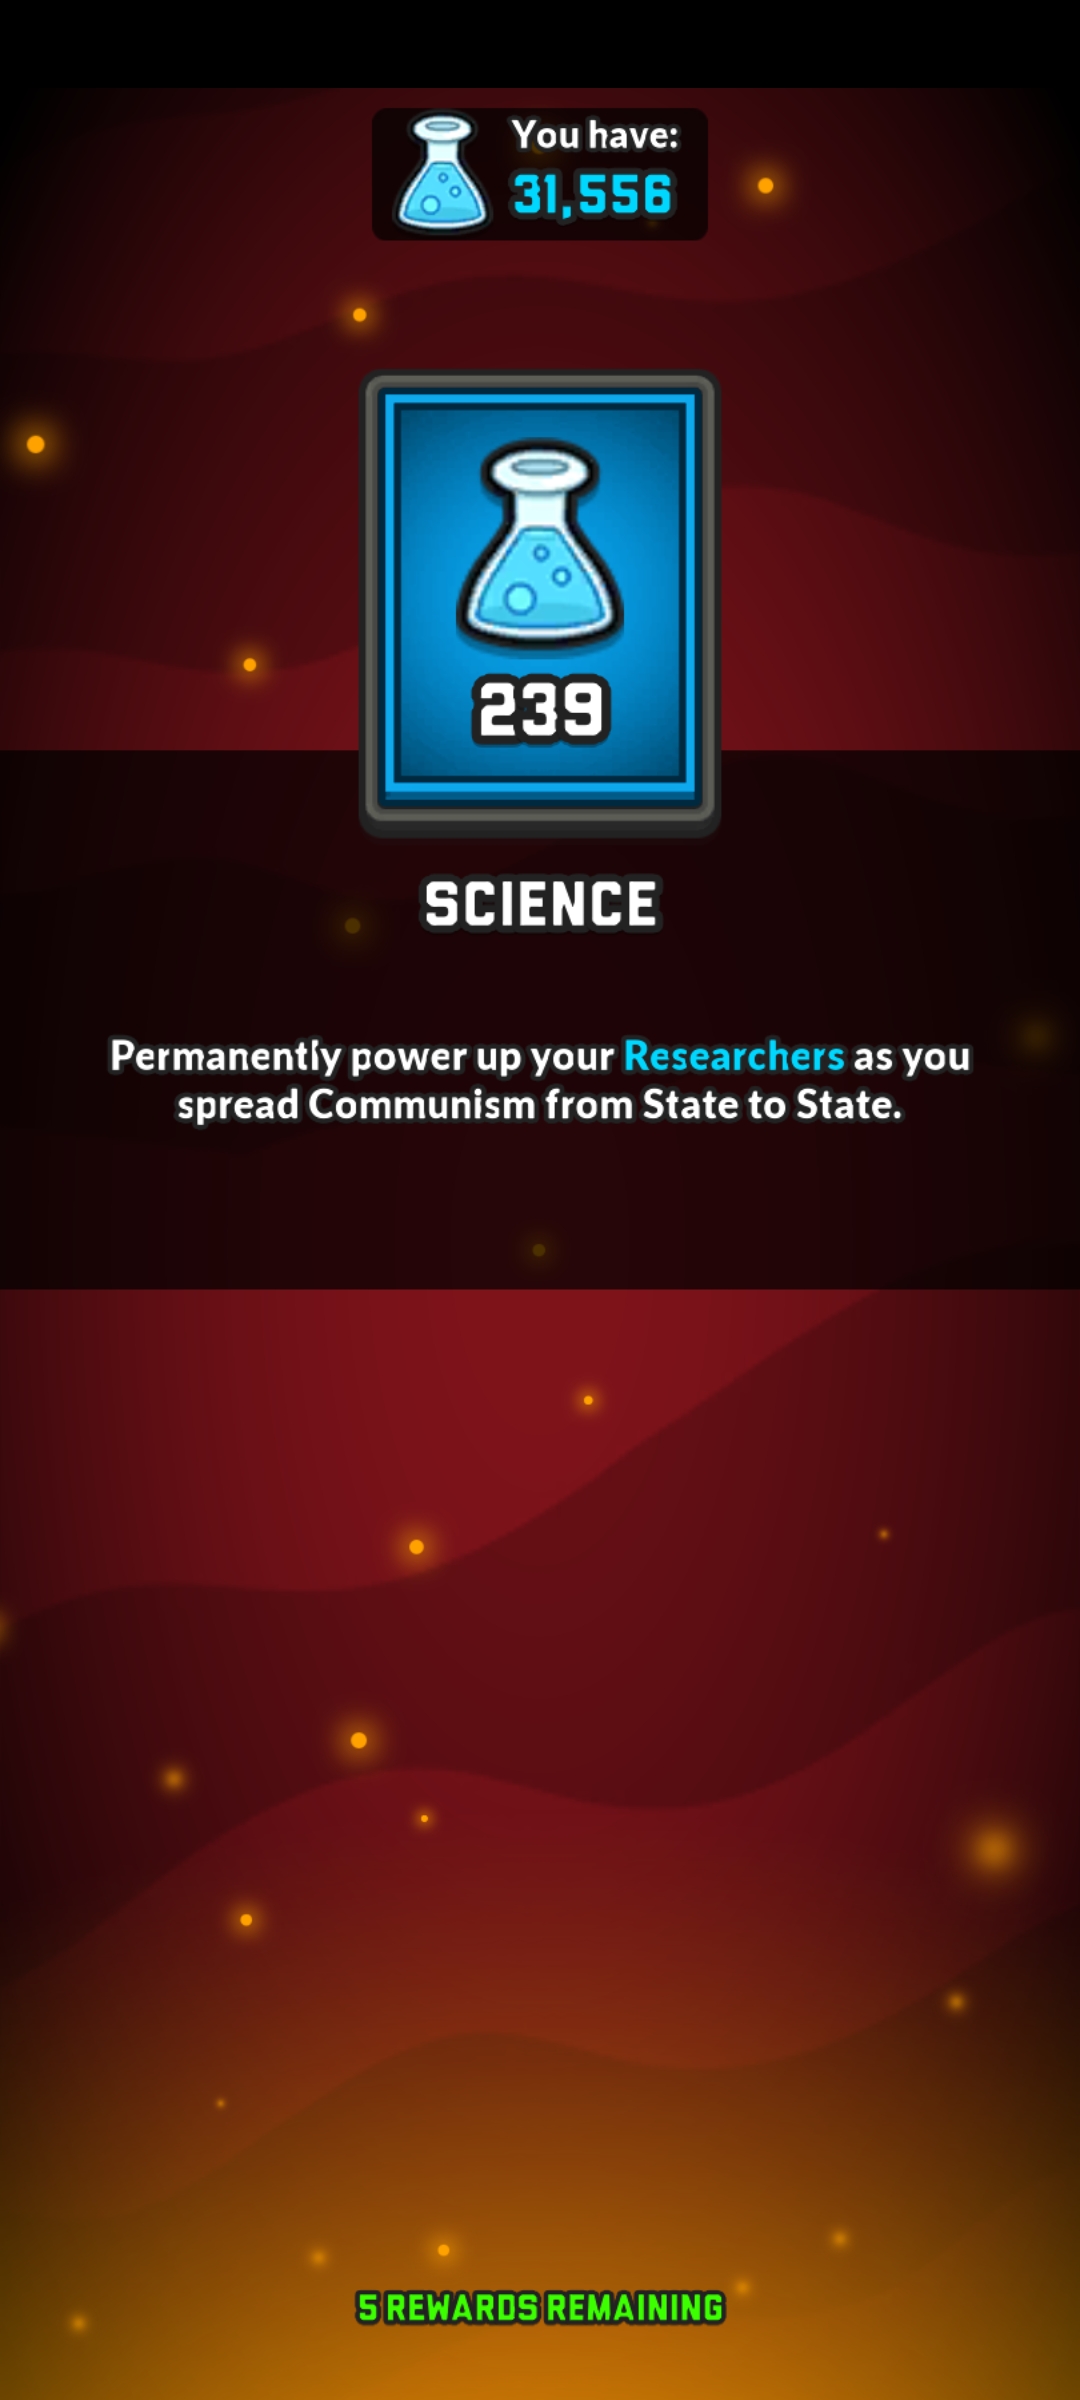 You have:
31,556
239
SCIENCE
Permanently power up your Researchers as you
spread Communism from State to State.
5 REWARDS REMAINING